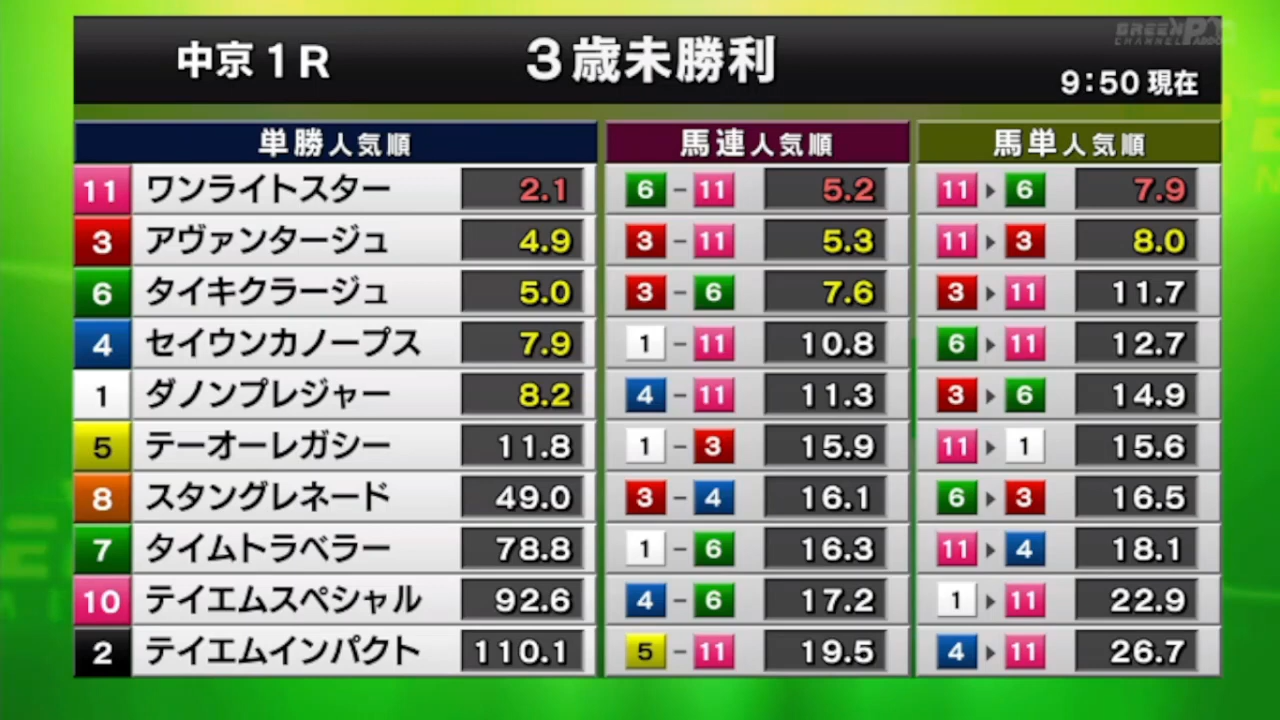 GREEN
CHANNEL
中京1R
3歳未勝利
9:50 現在
単勝人気順
馬連人気順
馬単人気順
11 ワンライトスター 2.1 6-11 5.2 11▶6 7.9
3 アヴァンタージュ 4.9 3-11 5.3 11▶3 8.0
6 タイキクラージュ 5.0 3-6 7.6 3▶11 11.7
4 セイウンカノープス 7.9 1-11 10.8 6▶11 12.7
1 ダノンプレジャー 8.2 4-11 11.3 3▶6 14.9
5 テーオーレガシー 11.8 1-3 15.9 11▶1 15.6
8 スタングレネード 49.0 3-4 16.1 6▶3 16.5
7 タイムトラベラー 78.8 1-6 16.3 11▶4 18.1
10 テイエムスペシャル 92.6 4-6 17.2 1▶11 22.9
2 テイエムインパクト 110.1 5-11 19.5 4▶11 26.7